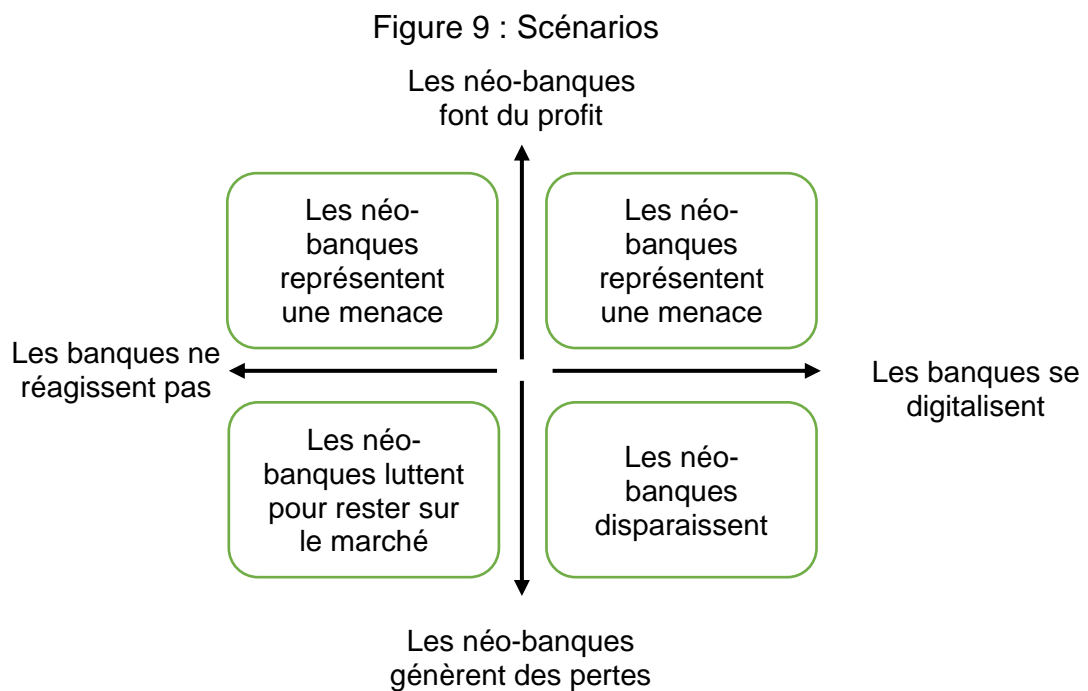 Figure 9 : Scénarios
Les néo-banques
font du profit
Les néo-
banques
représentent
une menace
Les néo-
banques
représentent
une menace
Les banques ne
réagissent pas
Les banques se
digitalisent
Les néo-
banques luttent
pour rester sur
le marché
Les néo-
banques
disparaissent
Les néo-banques
génèrent des pertes